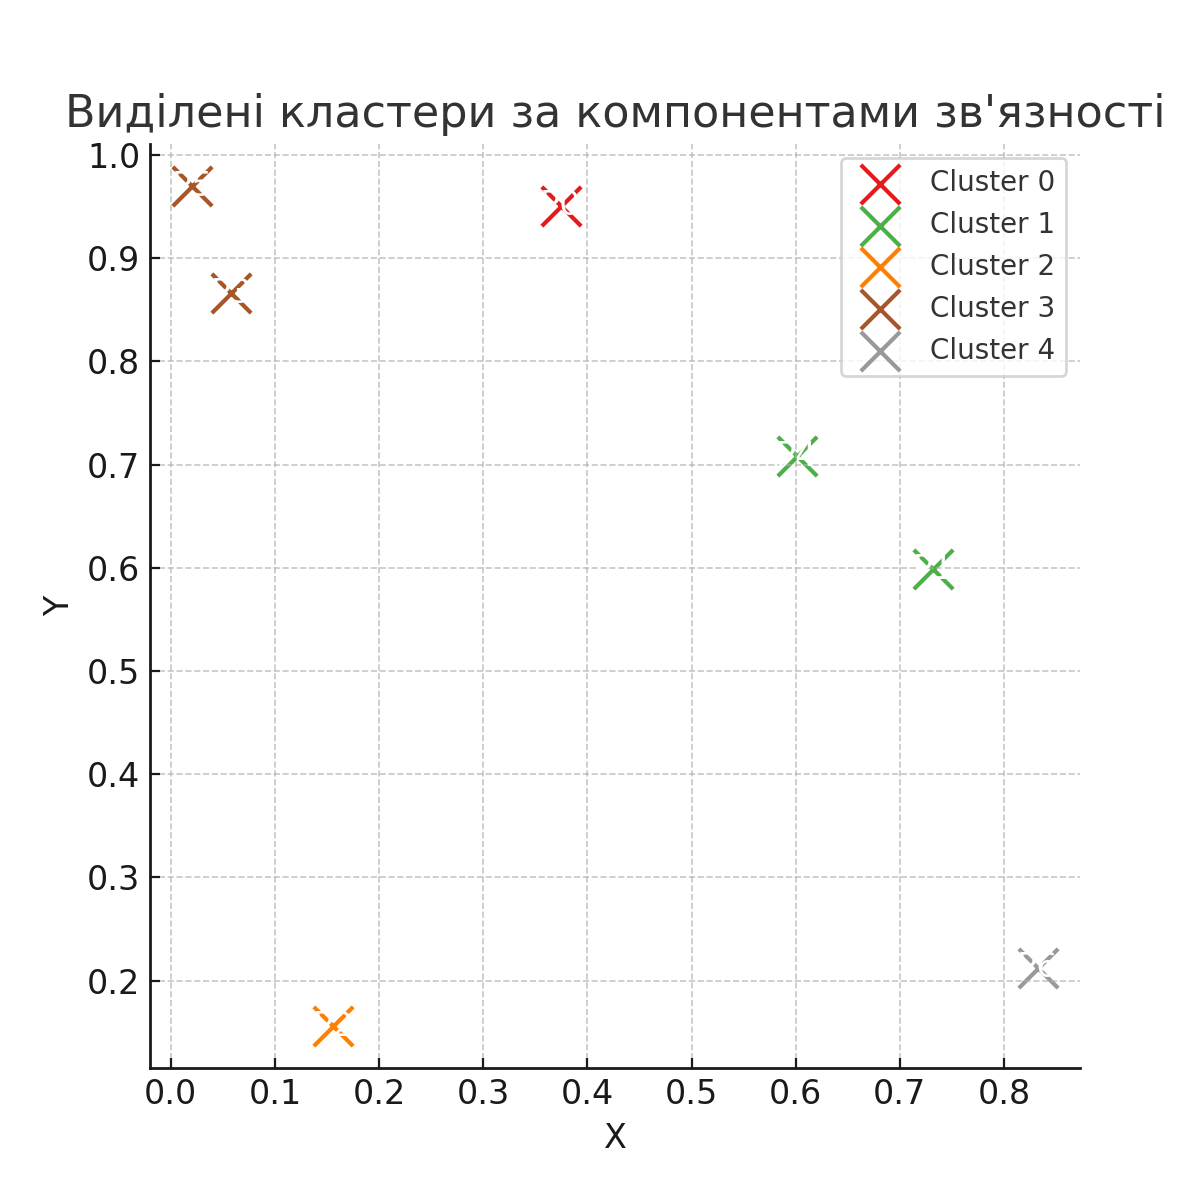 Виділені кластери за компонентами зв'язності
1.0
0.9
0.8
0.7
0.6
0.5
0.4
0.3
0.2
Y
Cluster 0
Cluster 1
Cluster 2
Cluster 3
Cluster 4
0.0 0.1 0.2 0.3 0.4 0.5 0.6 0.7 0.8
X